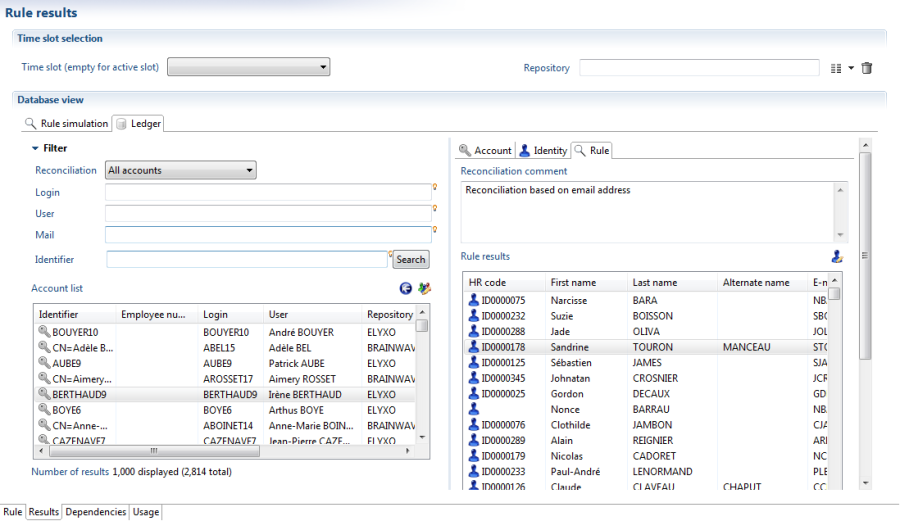 Rule results
Time slot selection
Time slot (empty for active slot)
Repository
Database view
Rule simulation Ledger
Filter
Reconciliation All accounts
Login
User
Mail
Identifier Search
Account list
Identifier Employee nu... Login User Repository
BOUYER10 BOUYER10 André BOUYER ELYXO
CN=Adèle B... ABEL15 Adèle BEL BRAINWAV
AUBE9 AUBE9 Patrick AUBE ELYXO
CN=Aimery... AROSSET17 Aimery ROSSET BRAINWAV
BERTHAUD9 BERTHAUD9 Irène BERTHAUD ELYXO
BOYE6 BOYE6 Arthus BOYE ELYXO
CN=Anne-... ABOINET14 Anne-Marie BOIN... BRAINWAV
CAZENAVE7 CAZENAVE7 Jean-Pierre CAZE... ELYXO
Number of results 1,000 displayed (2,814 total)
Account Identity Rule
Reconciliation comment
Reconciliation based on email address
Rule results
HR code First name Last name Alternate name E-n
ID0000075 Narcisse BARA NB
ID0000232 Suzie BOISSON SBO
ID0000288 Jade OLIVA JOL
ID0000178 Sandrine TOURON MANCEAU STO
ID0000125 Sébastien JAMES SJA
ID0000345 Johnatan CROSNIER JCR
ID0000025 Gordon DECAUX GD
Nonce BARRAU NB
ID0000076 Clothilde JAMBON CJA
ID0000289 Alain REIGNIER ARE
ID0000179 Nicolas CADORET NC
ID0000233 Paul-André LENORMAND PLE
ID0000126 Claude CLAVEAU CHAPUT CC
Rule Results Dependencies Usage